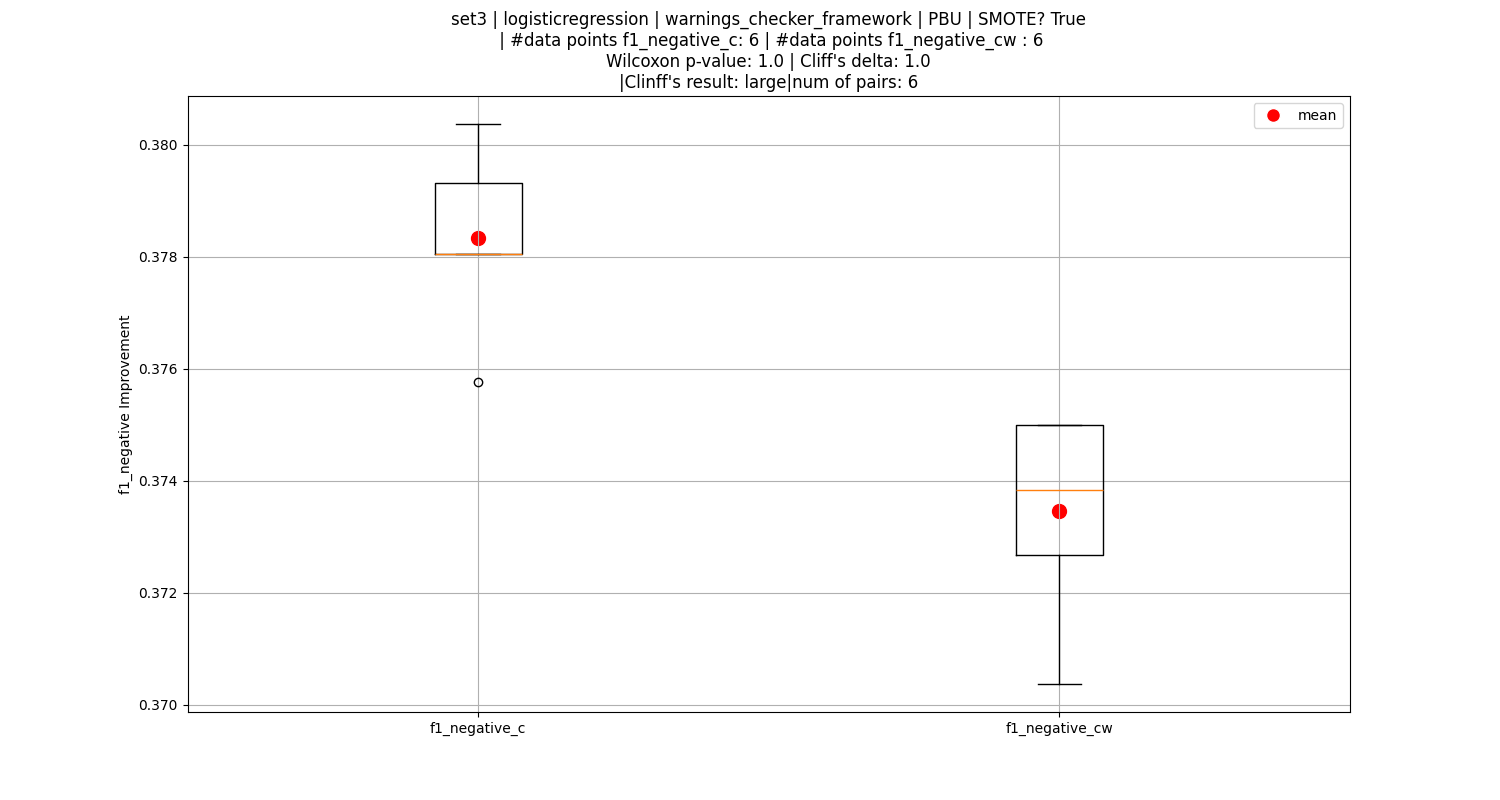 set3 | logisticregression | warnings_checker_framework | PBU | SMOTE? True
| #data points f1_negative_c: 6 | #data points f1_negative_cw : 6
Wilcoxon p-value: 1.0 | Cliff's delta: 1.0
|Clinff's result: large|num of pairs: 6
mean
0.380
0.378
0.376
0.374
0.372
0.370
f1_negative Improvement
f1_negative_c
f1_negative_cw